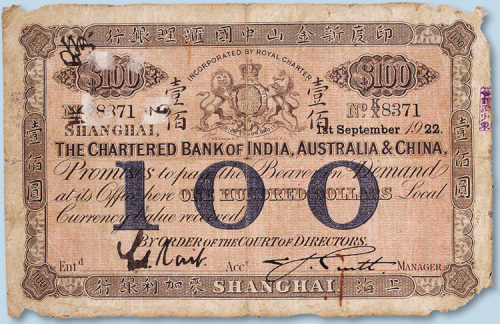 印度新金山中國滙理銀行
$100
$100
INCORPORATED BY ROYAL CHARTER
壹佰
壹佰
8371
No. K/X 8371
SHANGHAI,
1st September 1922.
THE CHARTERED BANK OF INDIA, AUSTRALIA & CHINA.
Promises to pay the Bearer on Demand
at its Office here ONE HUNDRED DOLLARS Local
Currency Value received
100
BY ORDER OF THE COURT OF DIRECTORS.
Entd
Acct
MANAGER
壹佰圓
壹佰圓
上海
SHANGHAI
麥加利銀行